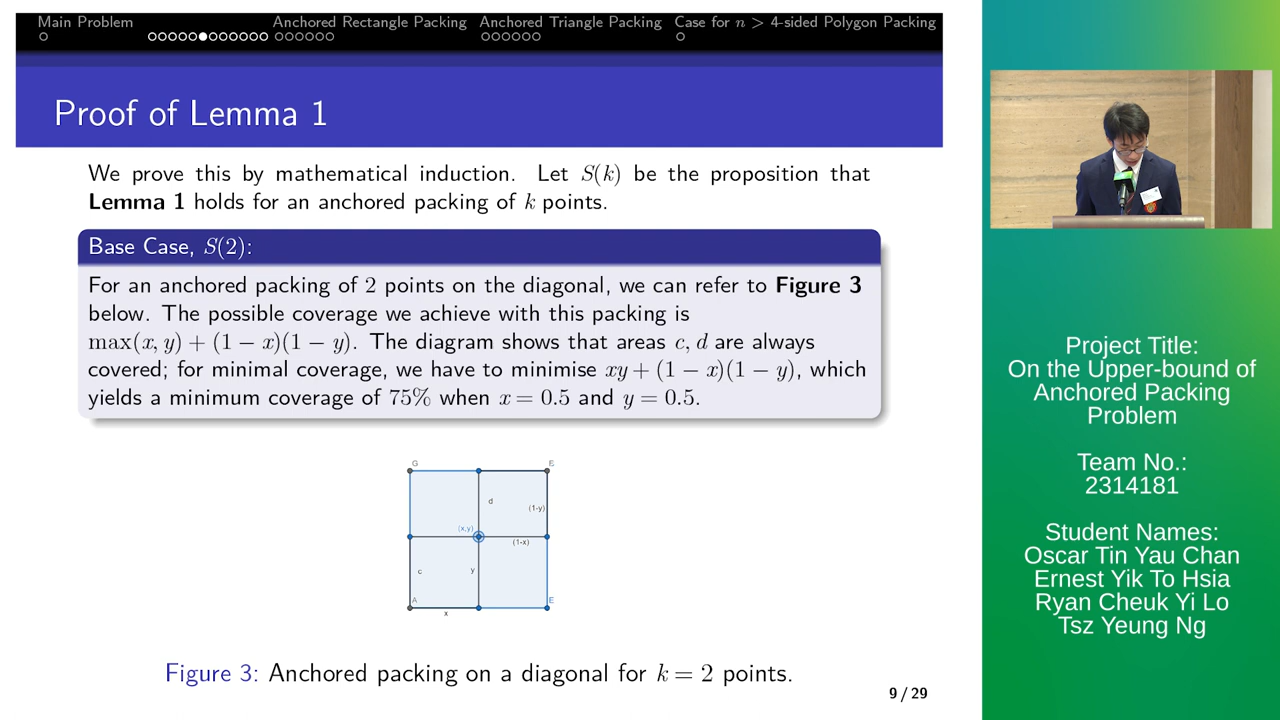 Main Problem
Anchored Rectangle Packing
Anchored Triangle Packing
Case for n > 4-sided Polygon Packing
Proof of Lemma 1
We prove this by mathematical induction. Let S(k) be the proposition that
Lemma 1 holds for an anchored packing of k points.
Base Case, S(2):
For an anchored packing of 2 points on the diagonal, we can refer to Figure 3
below. The possible coverage we achieve with this packing is
max(x, y) + (1 − x)(1 − y). The diagram shows that areas c, d are always
covered; for minimal coverage, we have to minimise xy + (1 − x)(1 − y), which
yields a minimum coverage of 75% when x = 0.5 and y = 0.5.
G
E
d
(1-y)
(x,y)
(1-x)
c
y
A
E
x
Figure 3: Anchored packing on a diagonal for k = 2 points.
9 / 29
Project Title:
On the Upper-bound of
Anchored Packing
Problem
Team No.:
2314181
Student Names:
Oscar Tin Yau Chan
Ernest Yik To Hsia
Ryan Cheuk Yi Lo
Tsz Yeung Ng